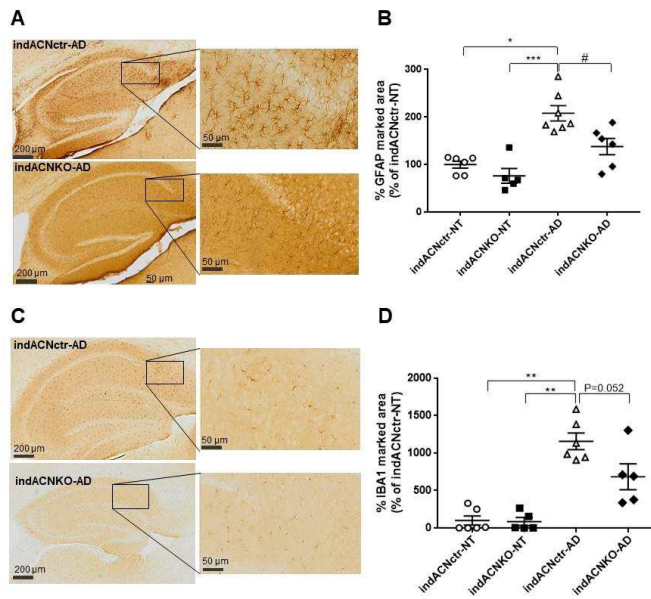 A
indACNctr-AD
200 µm
50 µm
indACNKO-AD
200 µm
50 µm
50 µm
B
*
***
#
% GFAP marked area
(% of indACNctr-NT)
300
200
100
0
indACNctr-NT
indACNKO-NT
indACNctr-AD
indACNKO-AD
C
indACNctr-AD
200 µm
50 µm
indACNKO-AD
200 µm
50 µm
D
**
**
P=0.052
% IBA1 marked area
(% of indACNctr-NT)
2000
1500
1000
500
0
indACNctr-NT
indACNKO-NT
indACNctr-AD
indACNKO-AD